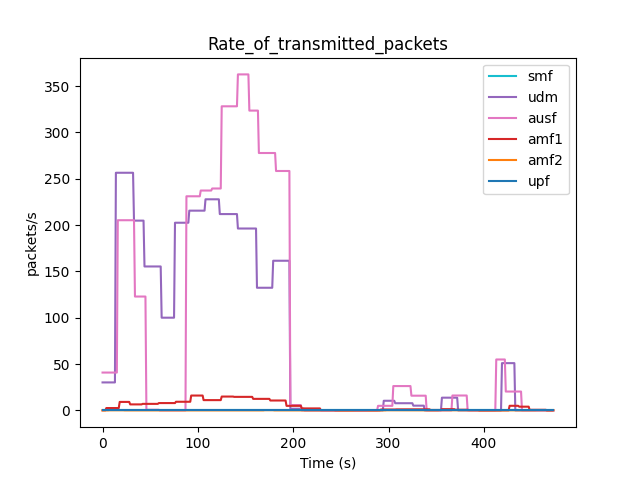 Rate_of_transmitted_packets
packets/s
350
300
250
200
150
100
50
0
smf
udm
ausf
amf1
amf2
upf
0 100 200 300 400
Time (s)